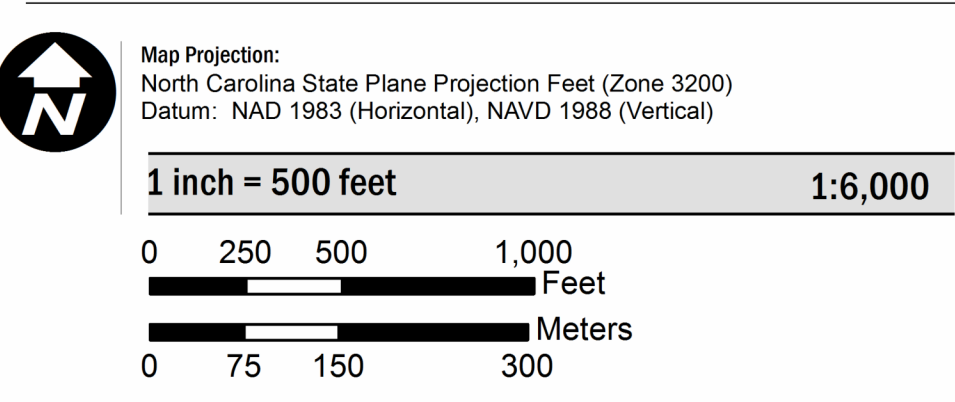 N
Map Projection:
North Carolina State Plane Projection Feet (Zone 3200)
Datum: NAD 1983 (Horizontal), NAVD 1988 (Vertical)
1 inch = 500 feet 1:6,000
0 250 500 1,000
Feet
Meters
0 75 150 300